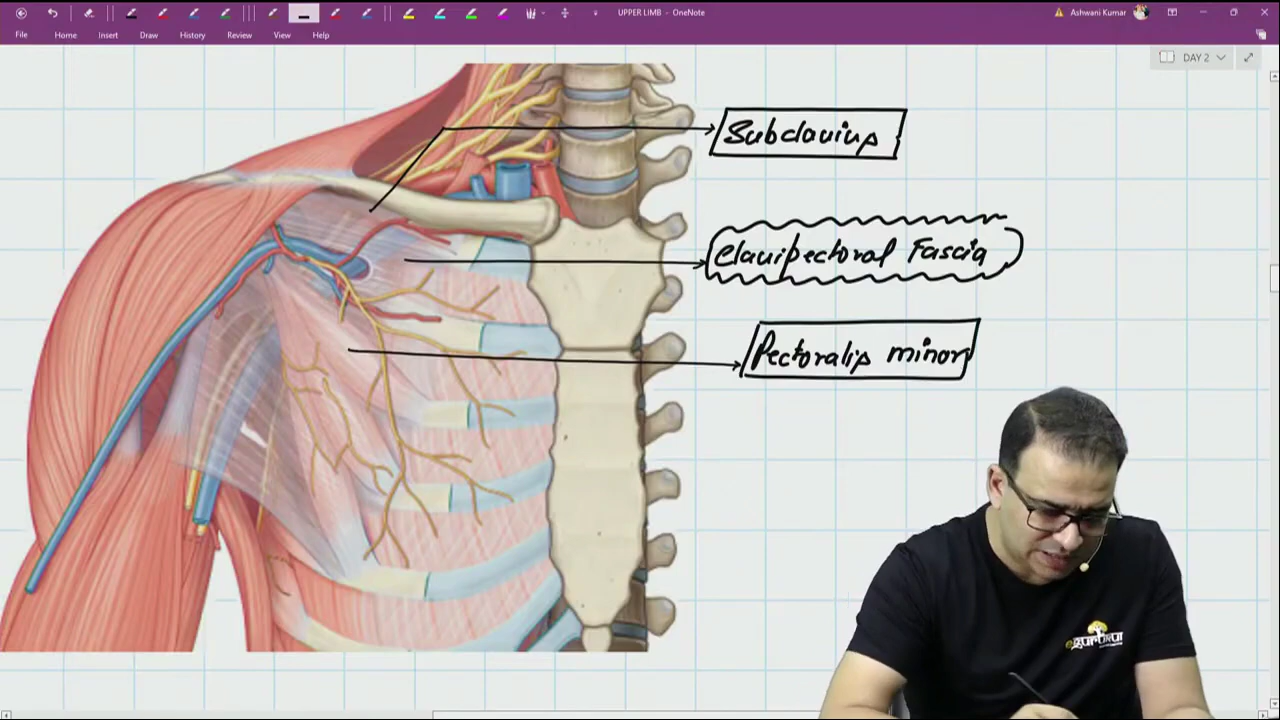 UPPER LIMB - OneNote
Ashwani Kumar
File Home Insert Draw History Review View Help
DAY 2
Subclavius
Clavipectoral Fascia
Pectoralis minor
eGurukul